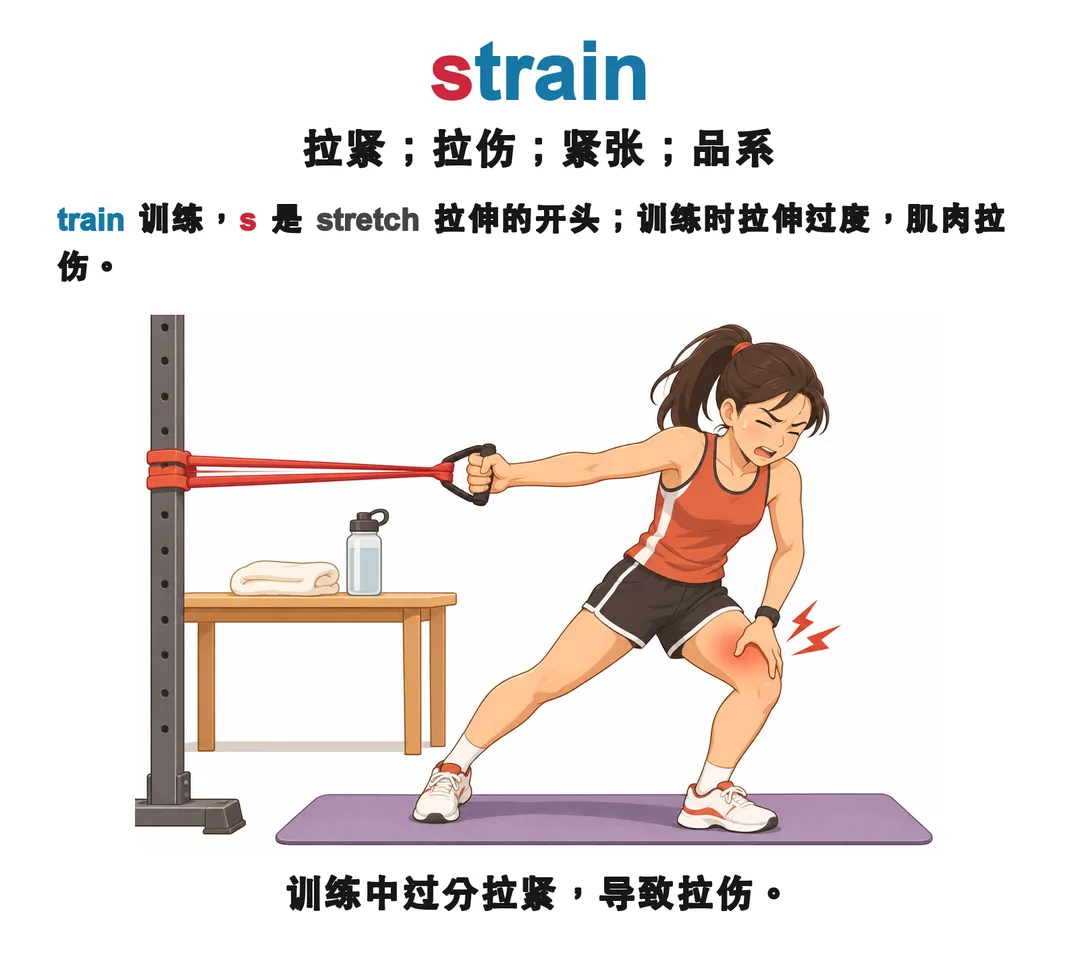 strain
拉紧；拉伤；紧张；品系
train 训练，s 是 stretch 拉伸的开头；训练时拉伸过度，肌肉拉
伤。
训练中过分拉紧，导致拉伤。